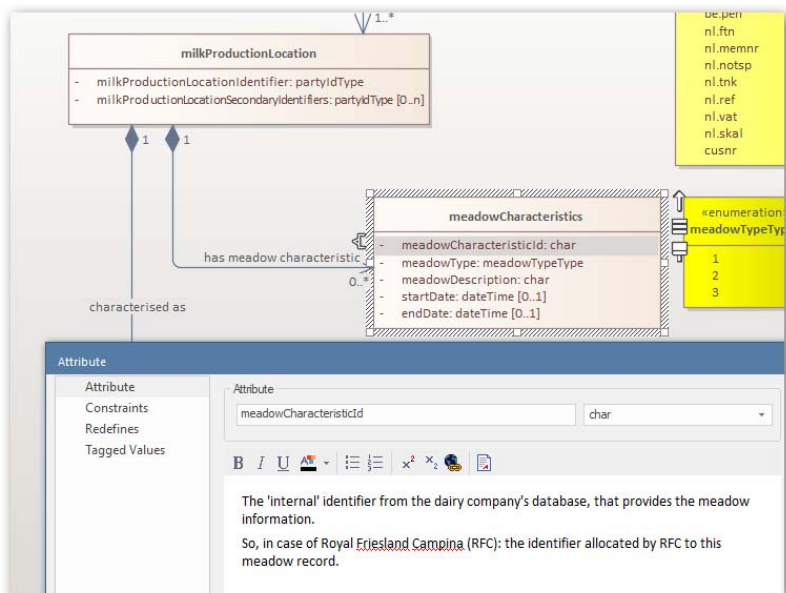 1..*
be.pen
nl.ftn
nl.memnr
nl.notsp
nl.tnk
nl.ref
nl.vat
nl.skal
cusnr
milkProductionLocation
- milkProductionLocationIdentifier: partyIdType
- milkProductionLocationSecondaryIdentifiers: partyIdType [0..n]
1
1
meadowCharacteristics
- meadowCharacteristicId: char
- meadowType: meadowTypeType
- meadowDescription: char
- startDate: dateTime [0..1]
- endDate: dateTime [0..1]
«enumeration»
meadowTypeTyp
1
2
3
has meadow characteristic
0..*
characterised as
Attribute
Attribute
Constraints
Redefines
Tagged Values
Attribute
meadowCharacteristicId
char
B I U A x² x₂
The 'internal' identifier from the dairy company's database, that provides the meadow
information.
So, in case of Royal Friesland Campina (RFC): the identifier allocated by RFC to this
meadow record.